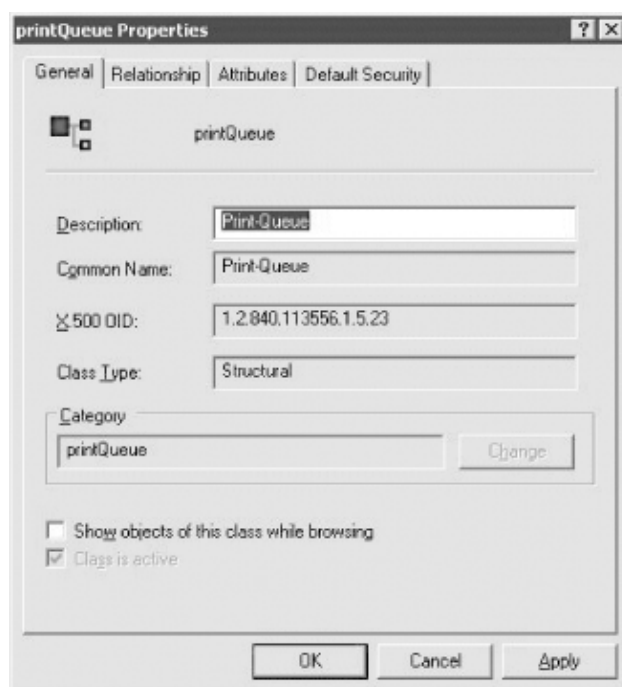 printQueue Properties
General Relationship Attributes Default Security
printQueue
Description: Print-Queue
Common Name: Print-Queue
X.500 OID: 1.2.840.113556.1.5.23
Class Type: Structural
Category
printQueue Change
Show objects of this class while browsing
Class is active
OK Cancel Apply